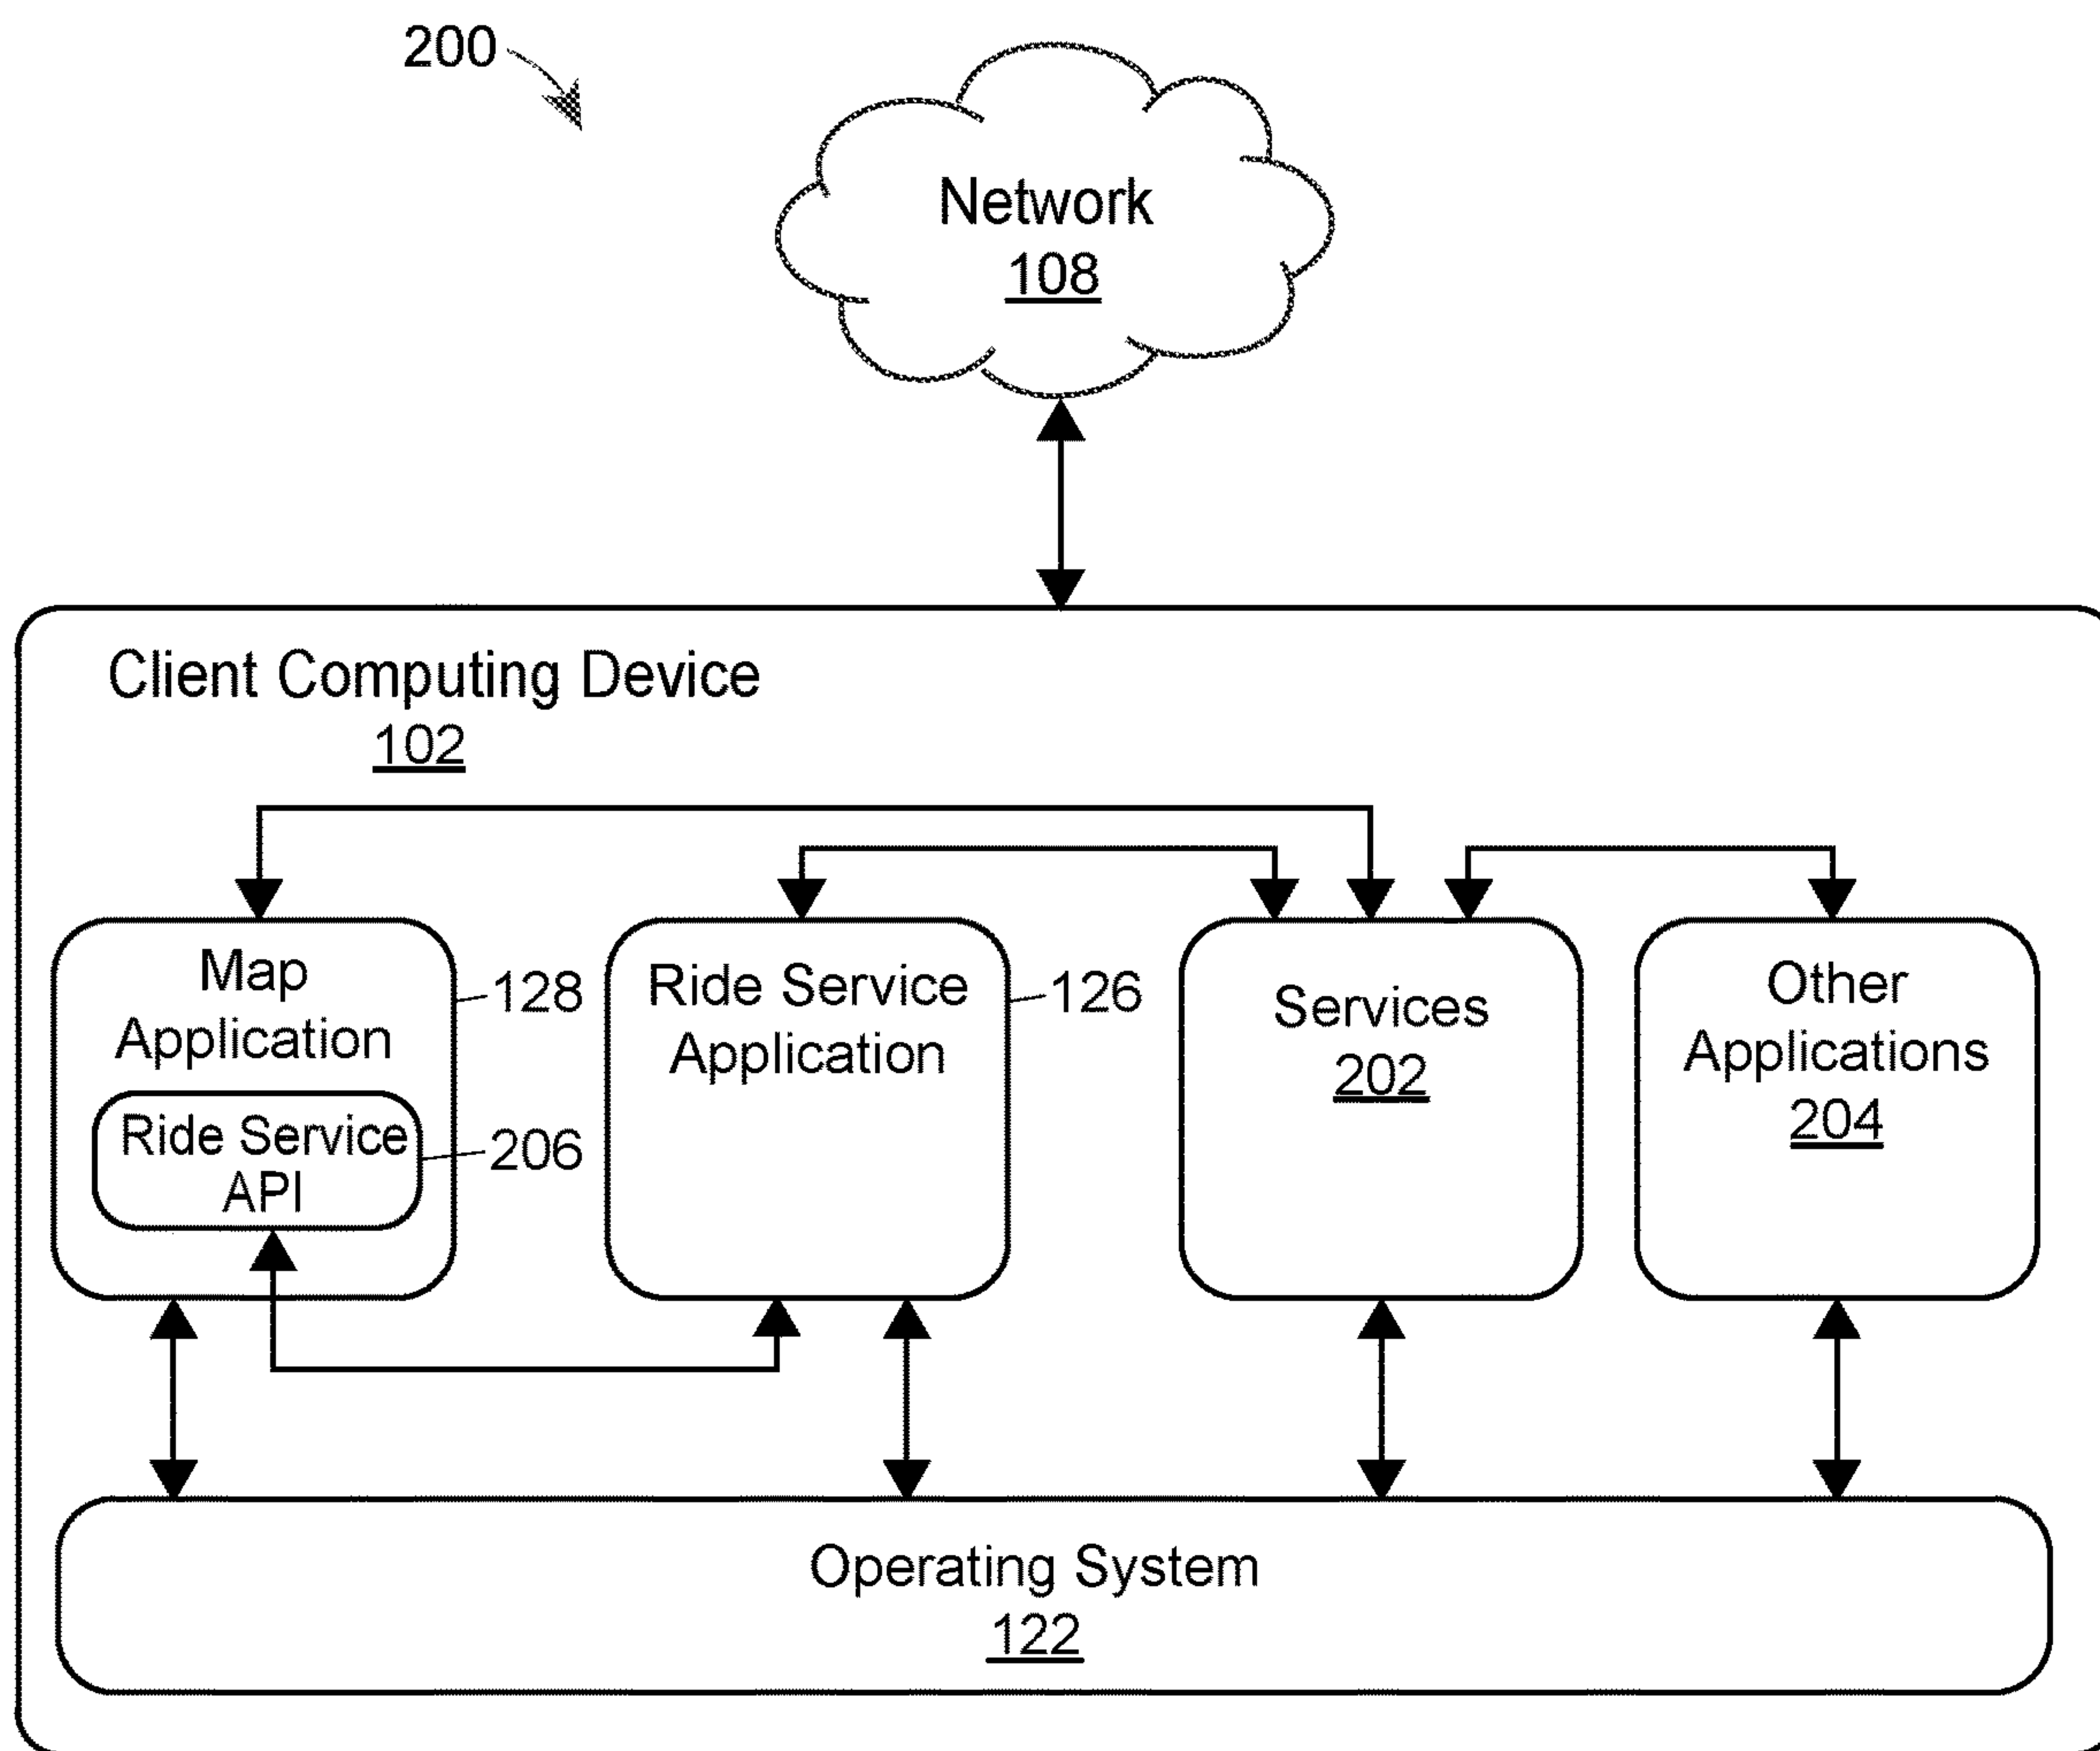 200
Network
108
Client Computing Device
102
Map
Application
128
Ride Service
API
206
Ride Service
Application
126
Services
202
Other
Applications
204
Operating System
122